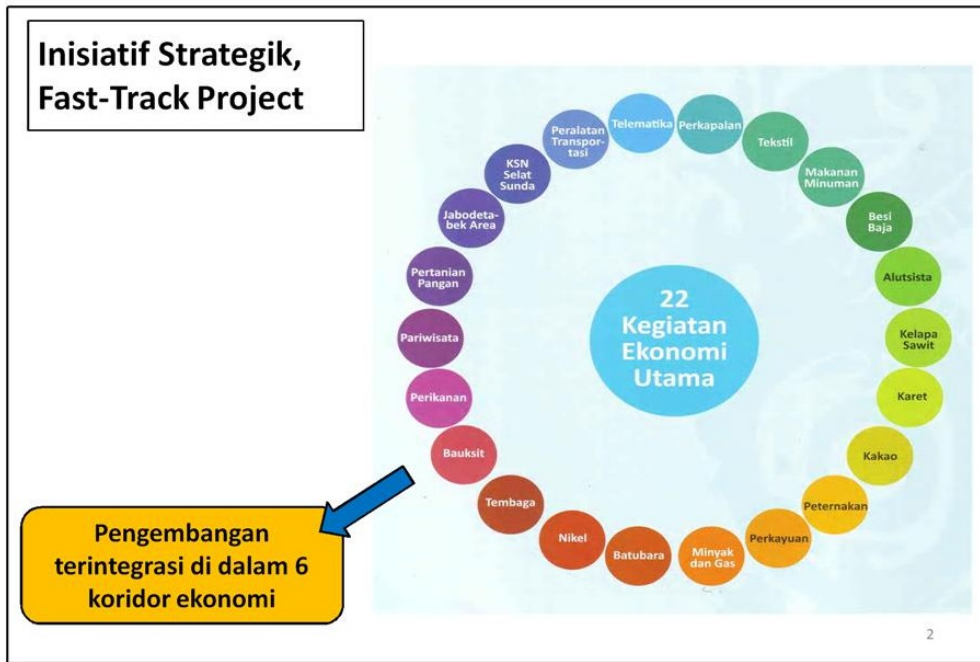 Inisiatif Strategik,
Fast-Track Project
Telematika
Perkapalan
Tekstil
Makanan
Minuman
Besi
Baja
Alutsista
Kelapa
Sawit
Karet
Kakao
Peternakan
Perkayuan
Minyak
dan Gas
Batubara
Nikel
Tembaga
Bauksit
Perikanan
Pariwisata
Pertanian
Pangan
Jabodeta-
bek Area
KSN
Selat
Sunda
Peralatan
Transpor-
tasi
22
Kegiatan
Ekonomi
Utama
Pengembangan
terintegrasi di dalam 6
koridor ekonomi
2